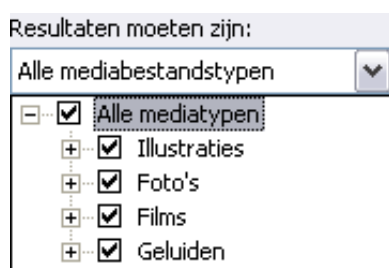 Resultaten moeten zijn:
Alle mediabestandstypen
Alle mediatypen
Illustraties
Foto's
Films
Geluiden